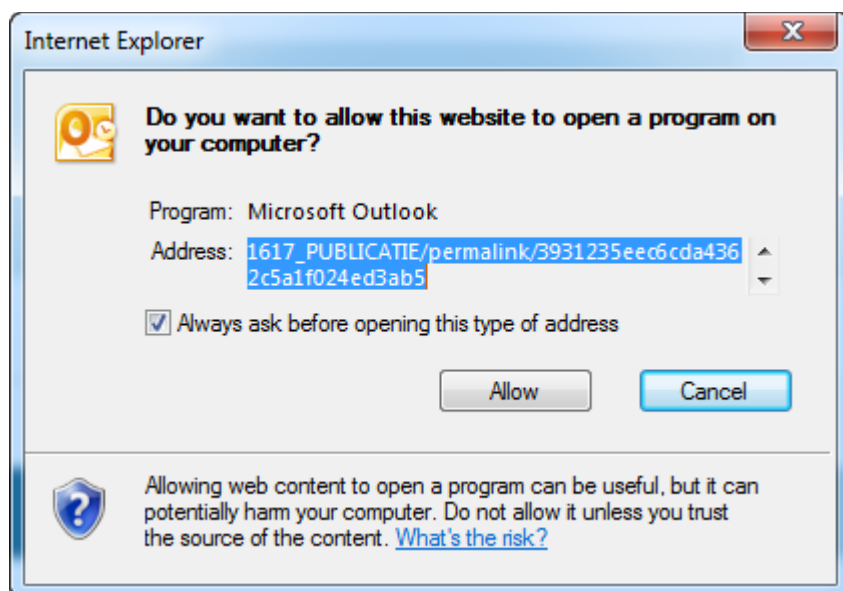 Internet Explorer
Do you want to allow this website to open a program on
your computer?
Program: Microsoft Outlook
Address: 1617_PUBLICATIE/permalink/3931235eec6cda436
2c5a1f024ed3ab5
Always ask before opening this type of address
Allow Cancel
Allowing web content to open a program can be useful, but it can
potentially harm your computer. Do not allow it unless you trust
the source of the content. What's the risk?